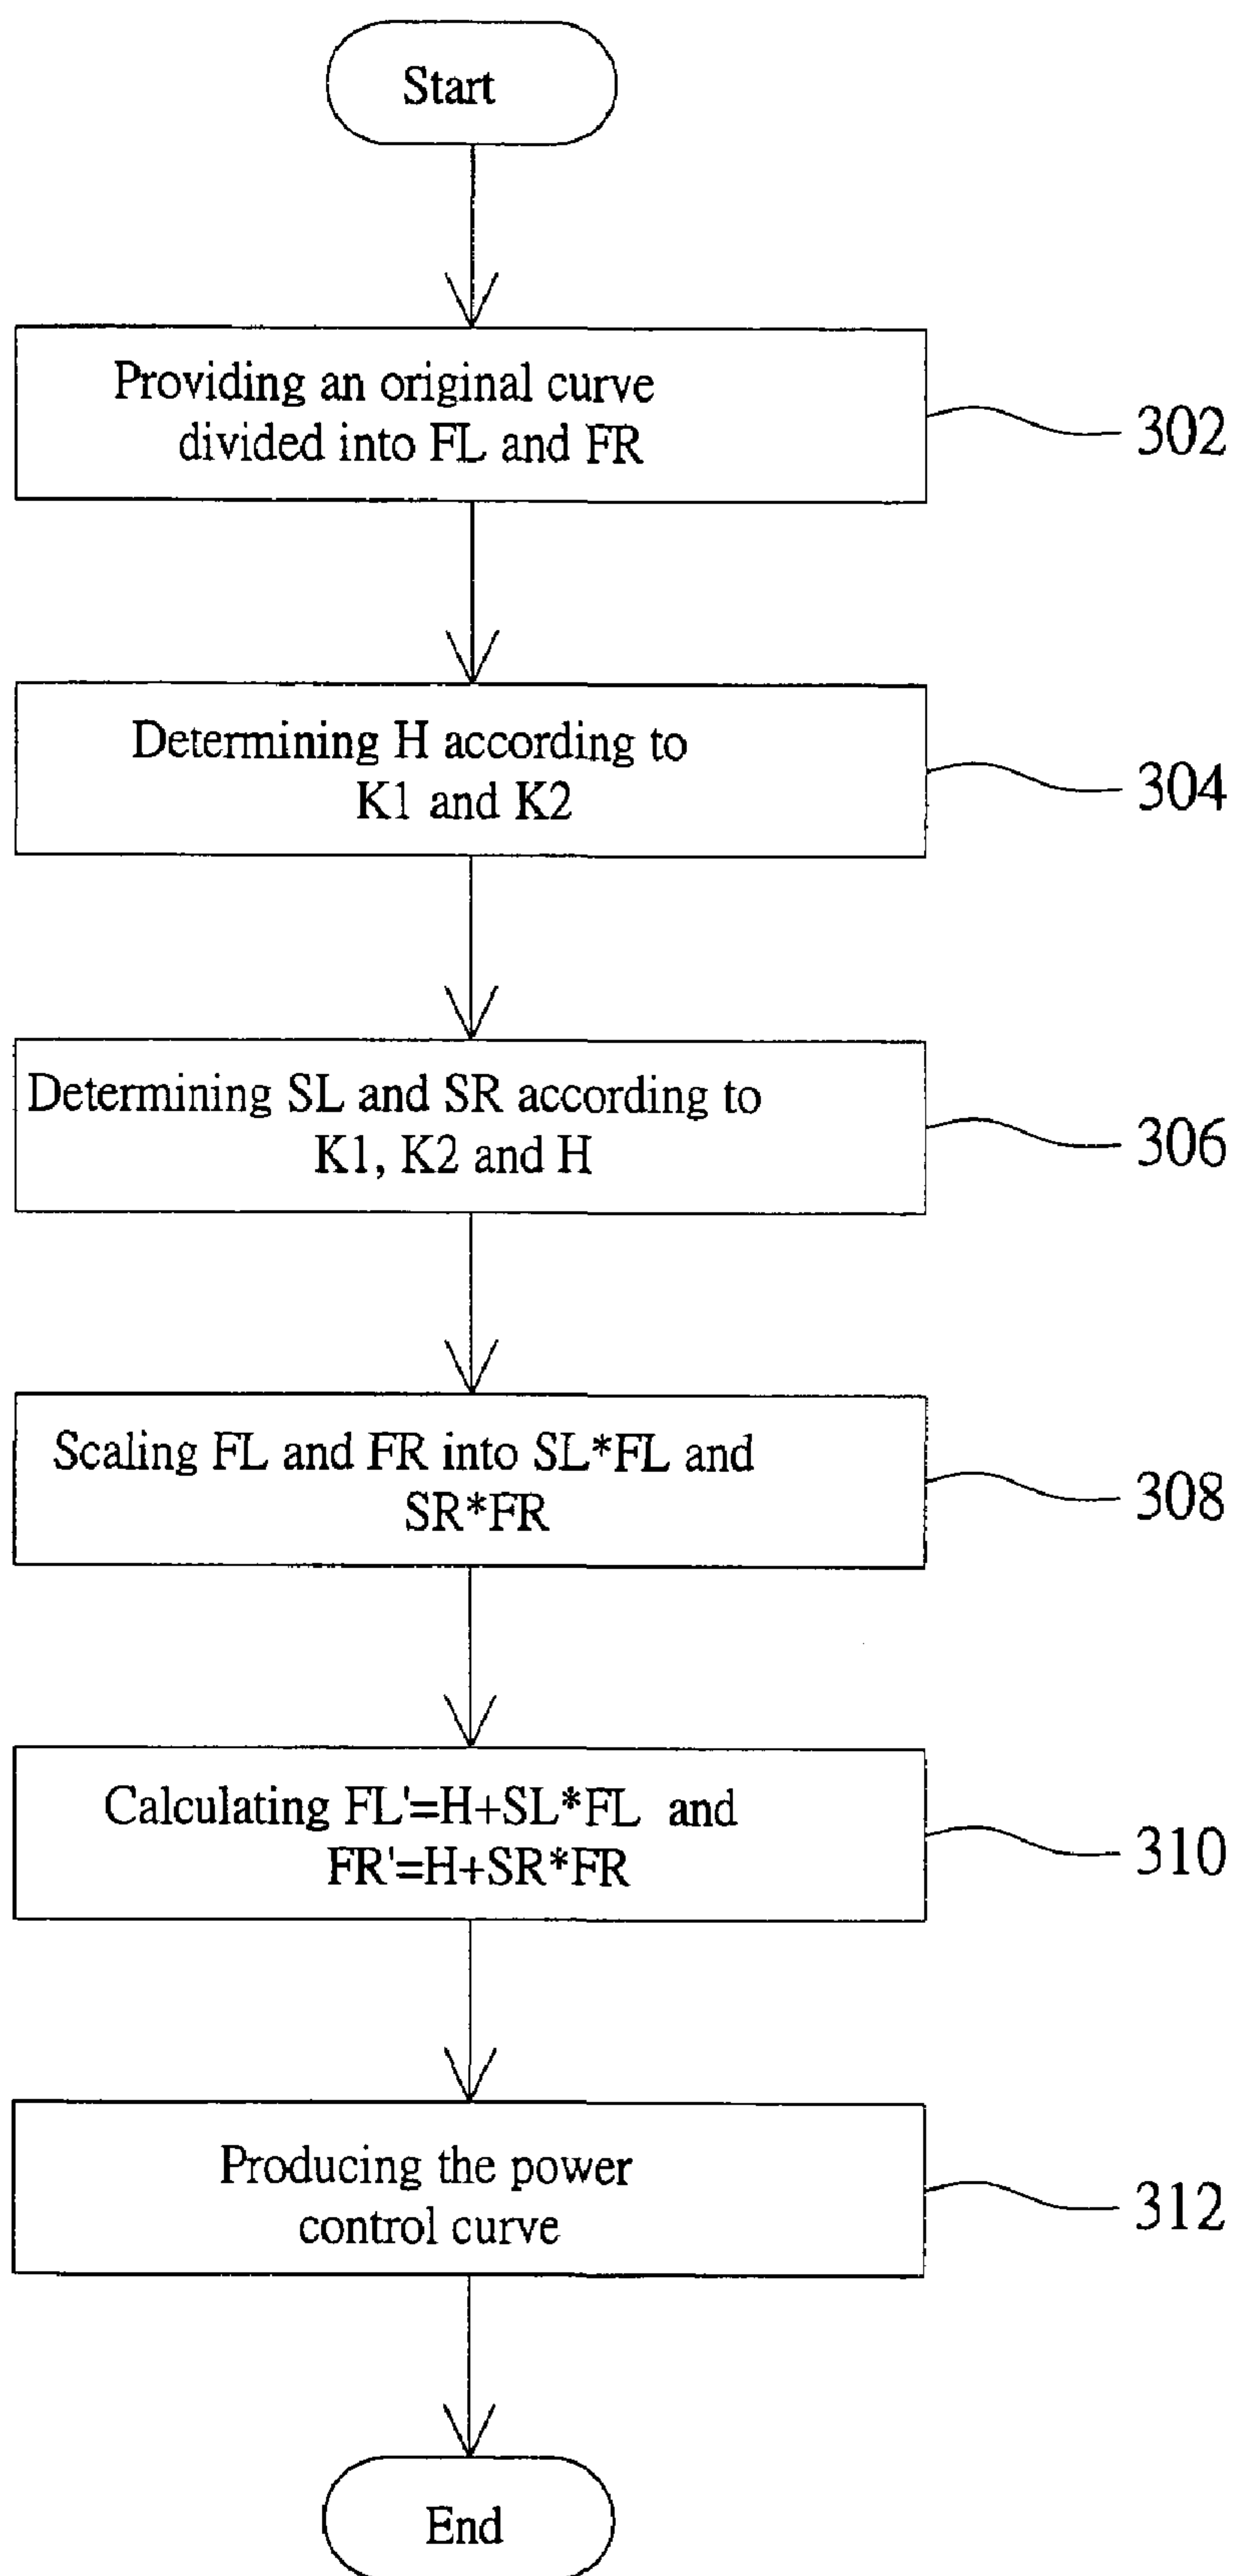 Start
Providing an original curve
divided into FL and FR
302
Determining H according to
K1 and K2
304
Determining SL and SR according to
K1, K2 and H
306
Scaling FL and FR into SL*FL and
SR*FR
308
Calculating FL'=H+SL*FL and
FR'=H+SR*FR
310
Producing the power
control curve
312
End